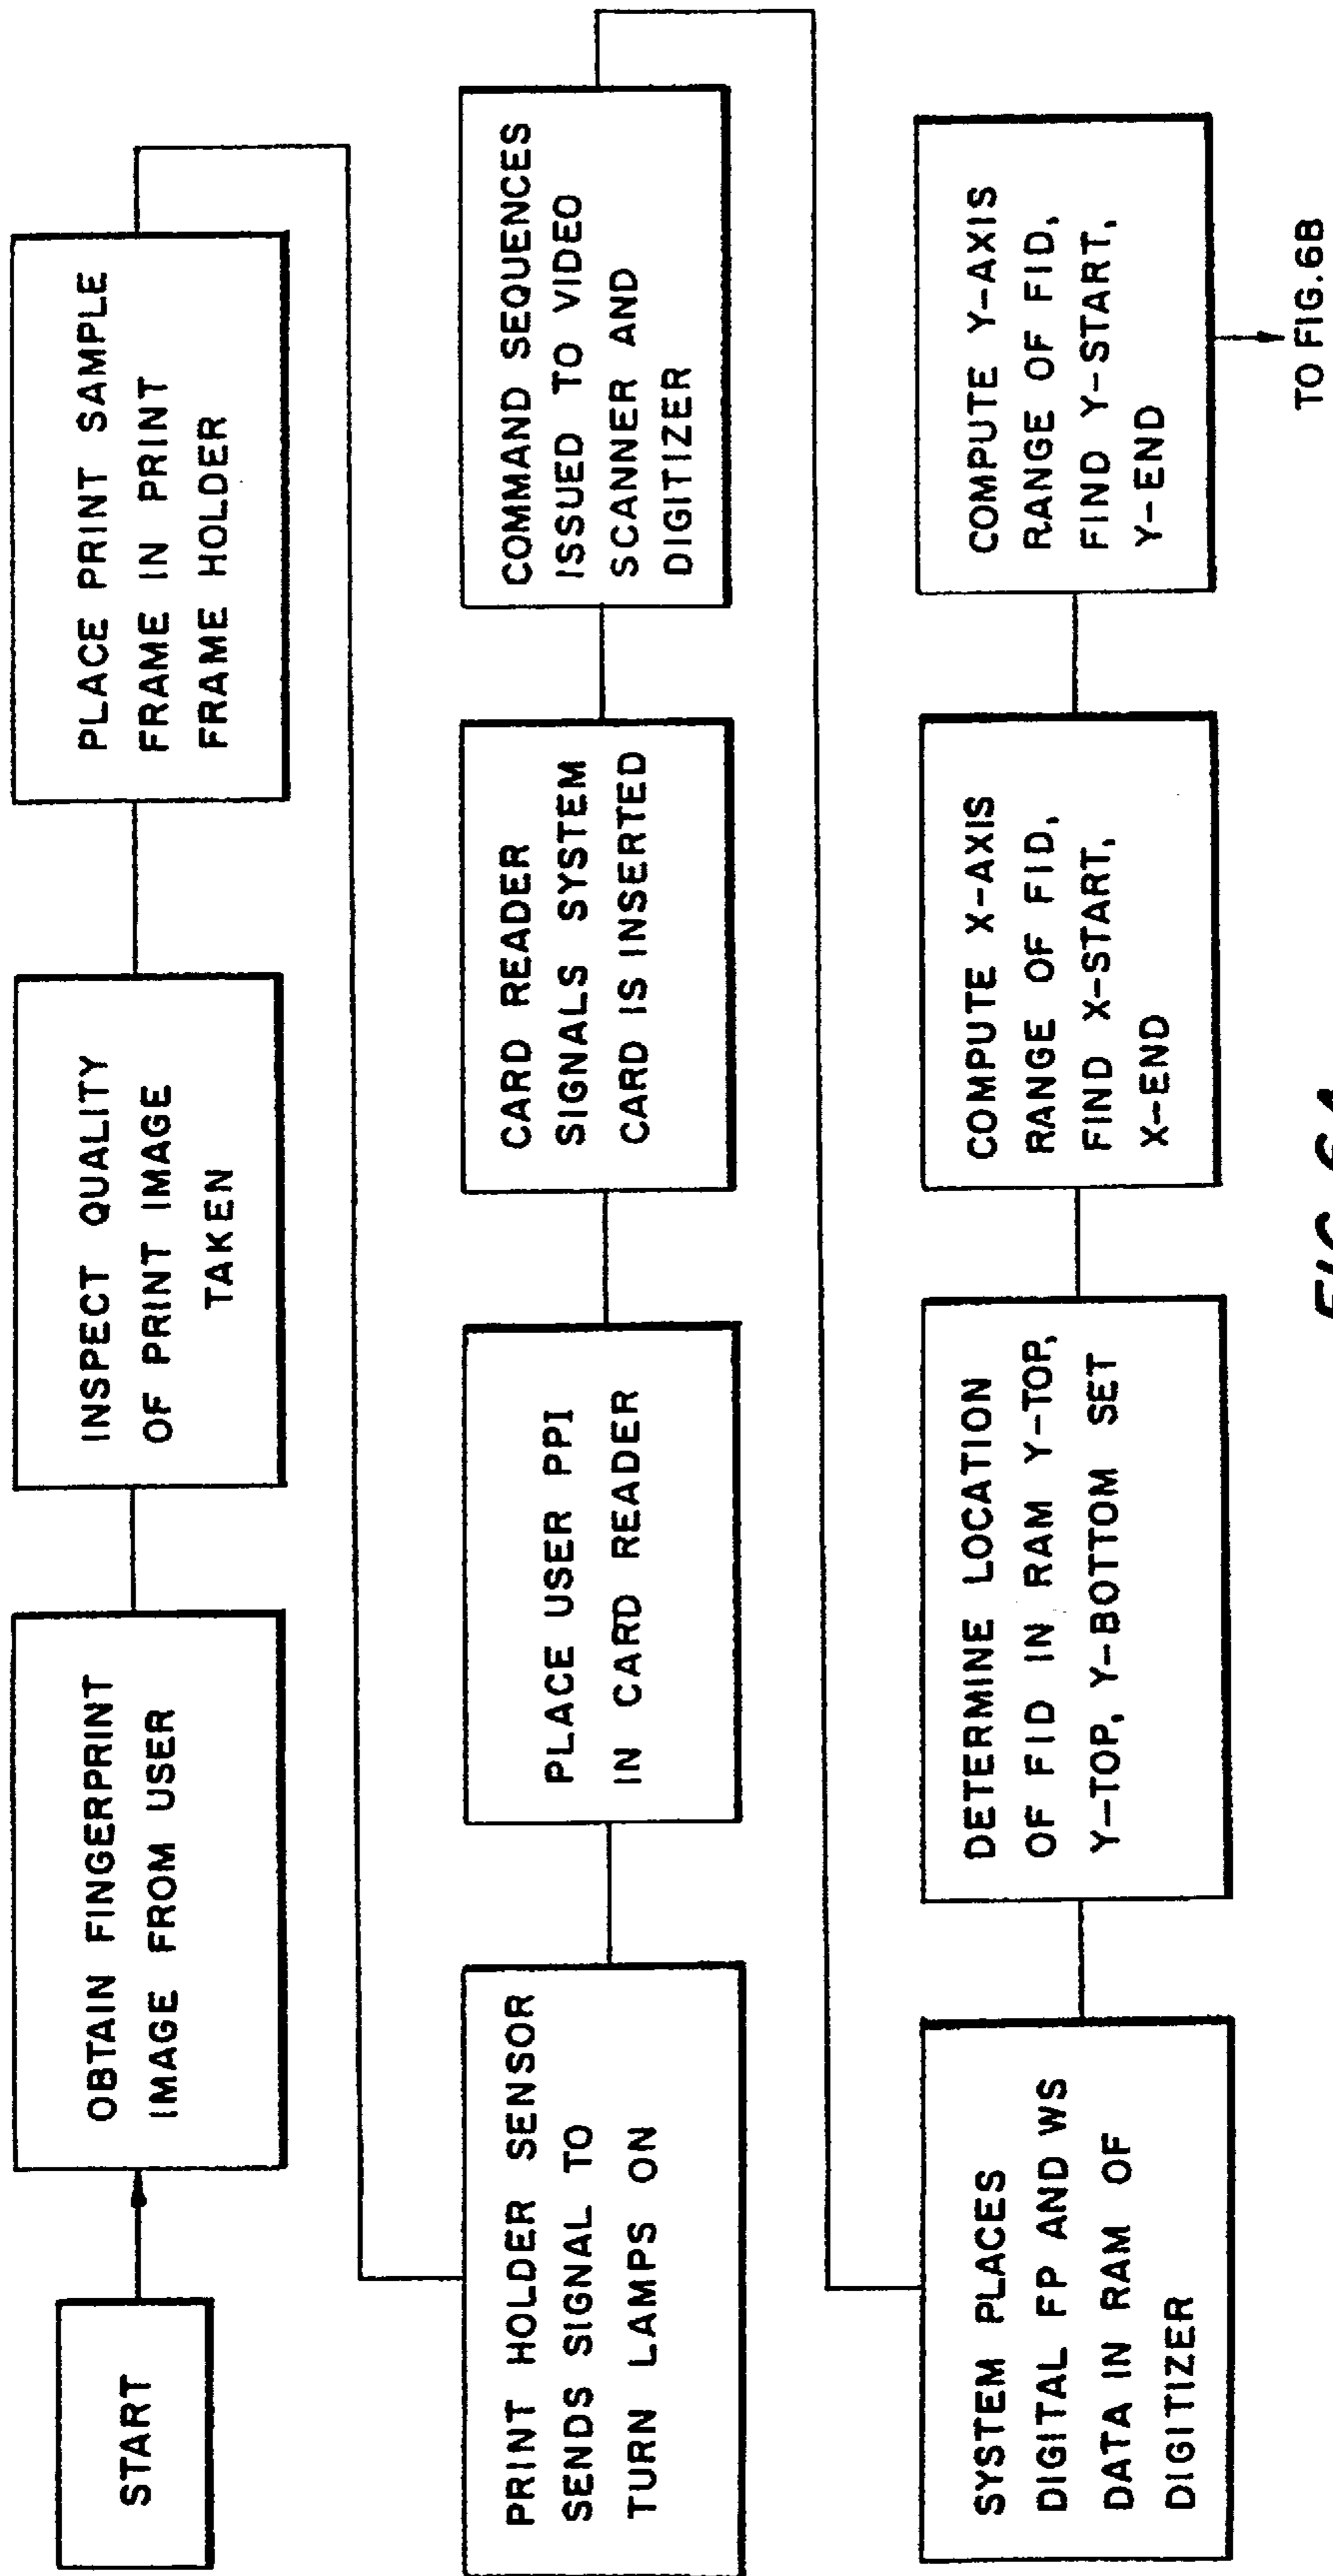 START
OBTAIN FINGERPRINT
IMAGE FROM USER
INSPECT QUALITY
OF PRINT IMAGE
TAKEN
PLACE PRINT SAMPLE
FRAME IN PRINT
FRAME HOLDER
PRINT HOLDER SENSOR
SENDS SIGNAL TO
TURN LAMPS ON
PLACE USER PPI
IN CARD READER
CARD READER
SIGNALS SYSTEM
CARD IS INSERTED
COMMAND SEQUENCES
ISSUED TO VIDEO
SCANNER AND
DIGITIZER
SYSTEM PLACES
DIGITAL FP AND WS
DATA IN RAM OF
DIGITIZER
DETERMINE LOCATION
OF FID IN RAM Y-TOP,
Y-TOP, Y-BOTTOM SET
COMPUTE X-AXIS
RANGE OF FID,
FIND X-START,
X-END
COMPUTE Y-AXIS
RANGE OF FID,
FIND Y-START,
Y-END
TO FIG.6B
FIG. 6A